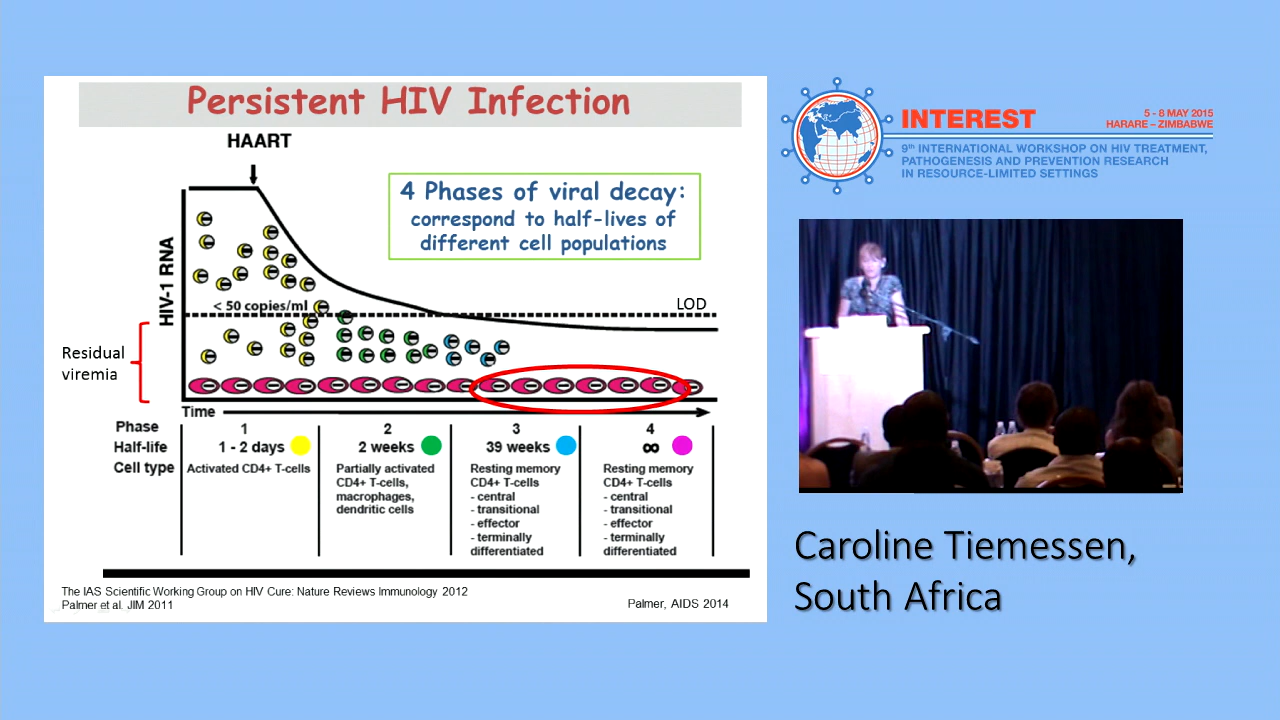 Persistent HIV Infection
HAART
4 Phases of viral decay:
correspond to half-lives of
different cell populations
HIV-1 RNA
< 50 copies/ml
LOD
Residual
viremia
Time
Phase 1 2 3 4
Half-life 1 - 2 days 2 weeks 39 weeks ∞
Cell type
Activated CD4+ T-cells
Partially activated
CD4+ T-cells,
macrophages,
dendritic cells
Resting memory
CD4+ T-cells
- central
- transitional
- effector
- terminally
differentiated
Resting memory
CD4+ T-cells
- central
- transitional
- effector
- terminally
differentiated
The IAS Scientific Working Group on HIV Cure: Nature Reviews Immunology 2012
Palmer et al. JIM 2011
Palmer, AIDS 2014
INTEREST
5 - 8 MAY 2015
HARARE – ZIMBABWE
9th INTERNATIONAL WORKSHOP ON HIV TREATMENT,
PATHOGENESIS AND PREVENTION RESEARCH
IN RESOURCE-LIMITED SETTINGS
Caroline Tiemessen,
South Africa